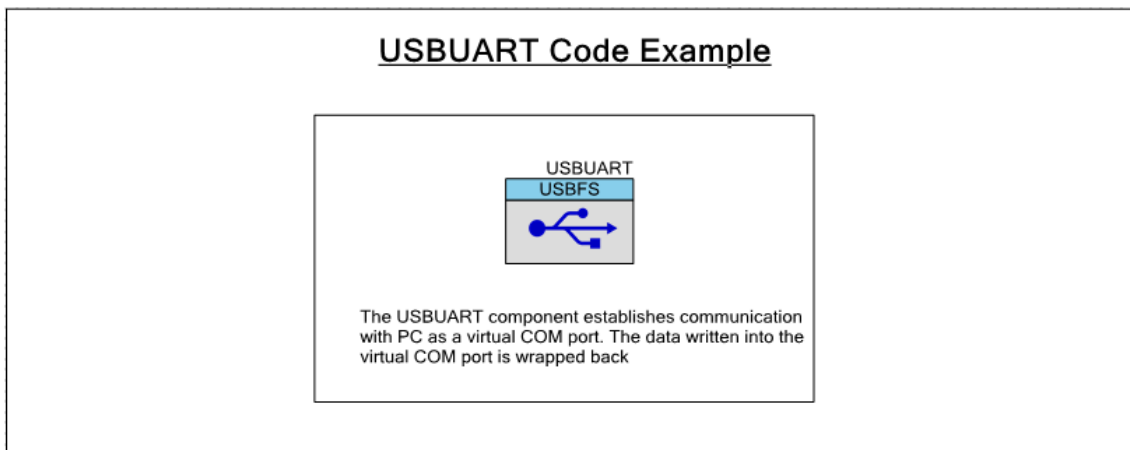 USBUART Code Example
USBUART
USBFS
The USBUART component establishes communication
with PC as a virtual COM port. The data written into the
virtual COM port is wrapped back